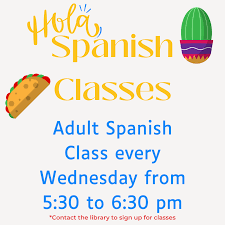 Hola
Spanish
Classes
Adult Spanish
Class every
Wednesday from
5:30 to 6:30 pm
*Contact the library to sign up for classes